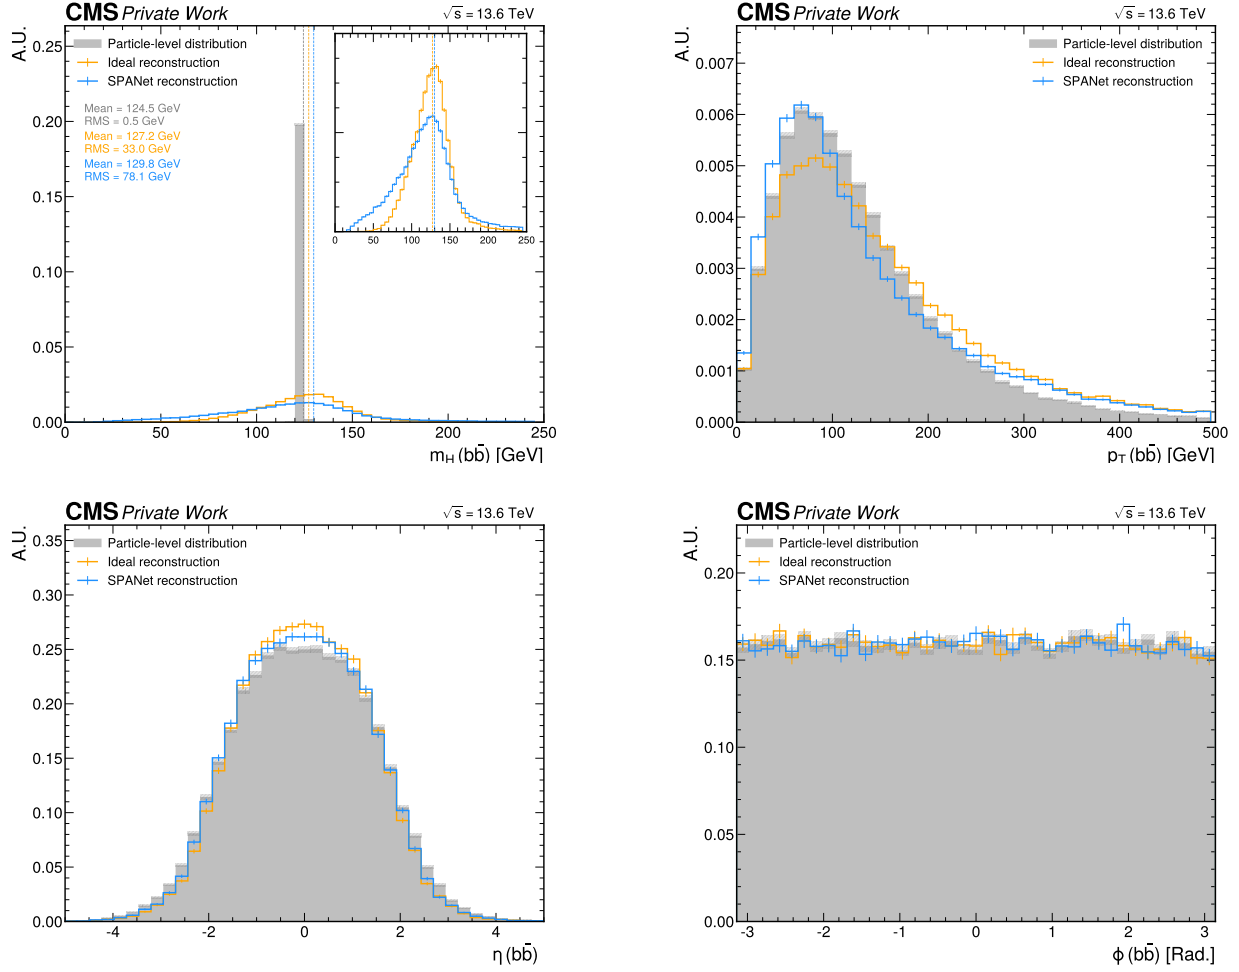 CMS Private Work
√s = 13.6 TeV
A.U.
0.25
0.20
0.15
0.10
0.05
0.00
Particle-level distribution
Ideal reconstruction
SPANet reconstruction
Mean = 124.5 GeV
RMS = 0.5 GeV
Mean = 127.2 GeV
RMS = 33.0 GeV
Mean = 129.8 GeV
RMS = 78.1 GeV
0 50 100 150 200 250
0 50 100 150 200 250
m_H (bb̄) [GeV]
CMS Private Work
√s = 13.6 TeV
A.U.
0.007
0.006
0.005
0.004
0.003
0.002
0.001
0.000
Particle-level distribution
Ideal reconstruction
SPANet reconstruction
0 100 200 300 400 500
p_T (bb̄) [GeV]
CMS Private Work
√s = 13.6 TeV
A.U.
0.35
0.30
0.25
0.20
0.15
0.10
0.05
0.00
Particle-level distribution
Ideal reconstruction
SPANet reconstruction
-4 -2 0 2 4
η (bb̄)
CMS Private Work
√s = 13.6 TeV
A.U.
0.20
0.15
0.10
0.05
0.00
Particle-level distribution
Ideal reconstruction
SPANet reconstruction
-3 -2 -1 0 1 2 3
ϕ (bb̄) [Rad.]